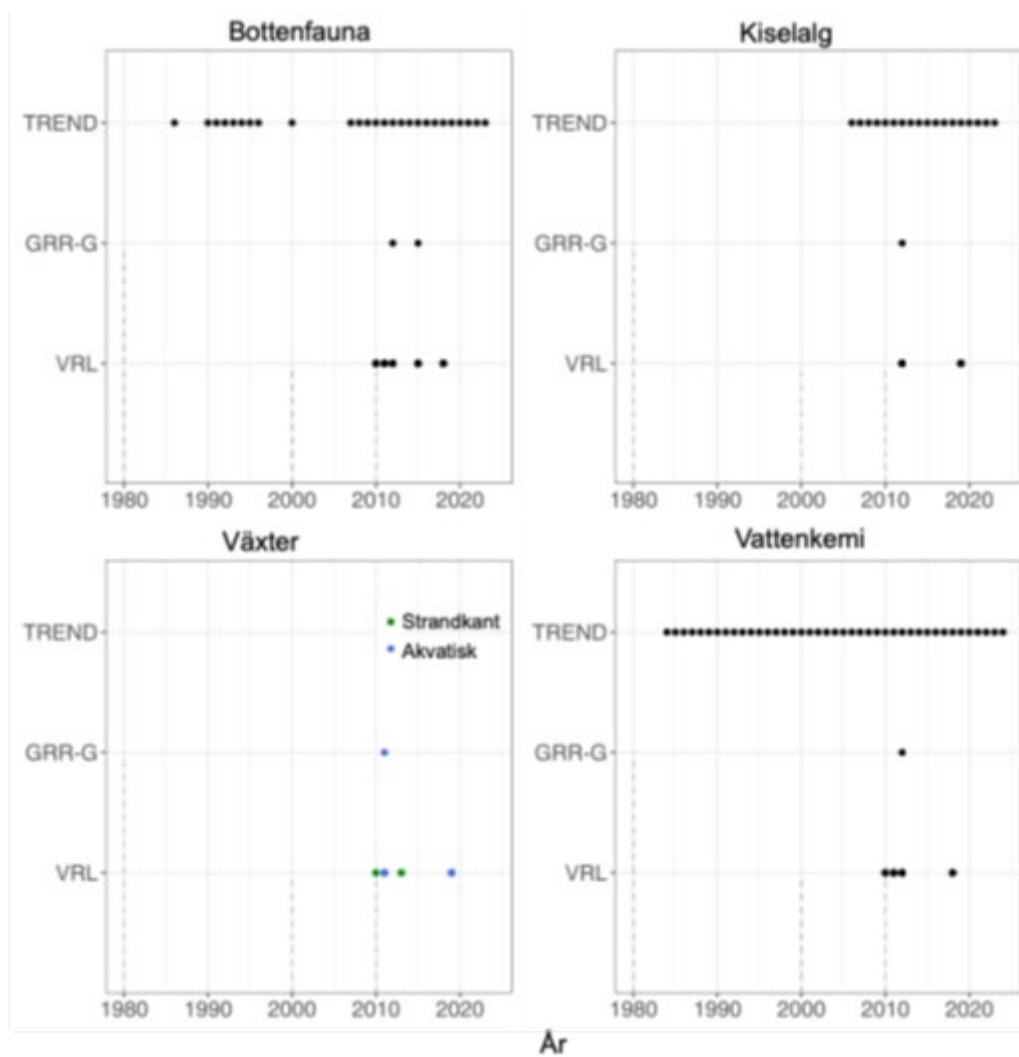 Bottenfauna
TREND
GRR-G
VRL
1980 1990 2000 2010 2020
Kiselalg
TREND
GRR-G
VRL
1980 1990 2000 2010 2020
Växter
Strandkant
Akvatisk
TREND
GRR-G
VRL
1980 1990 2000 2010 2020
Vattenkemi
TREND
GRR-G
VRL
1980 1990 2000 2010 2020
År